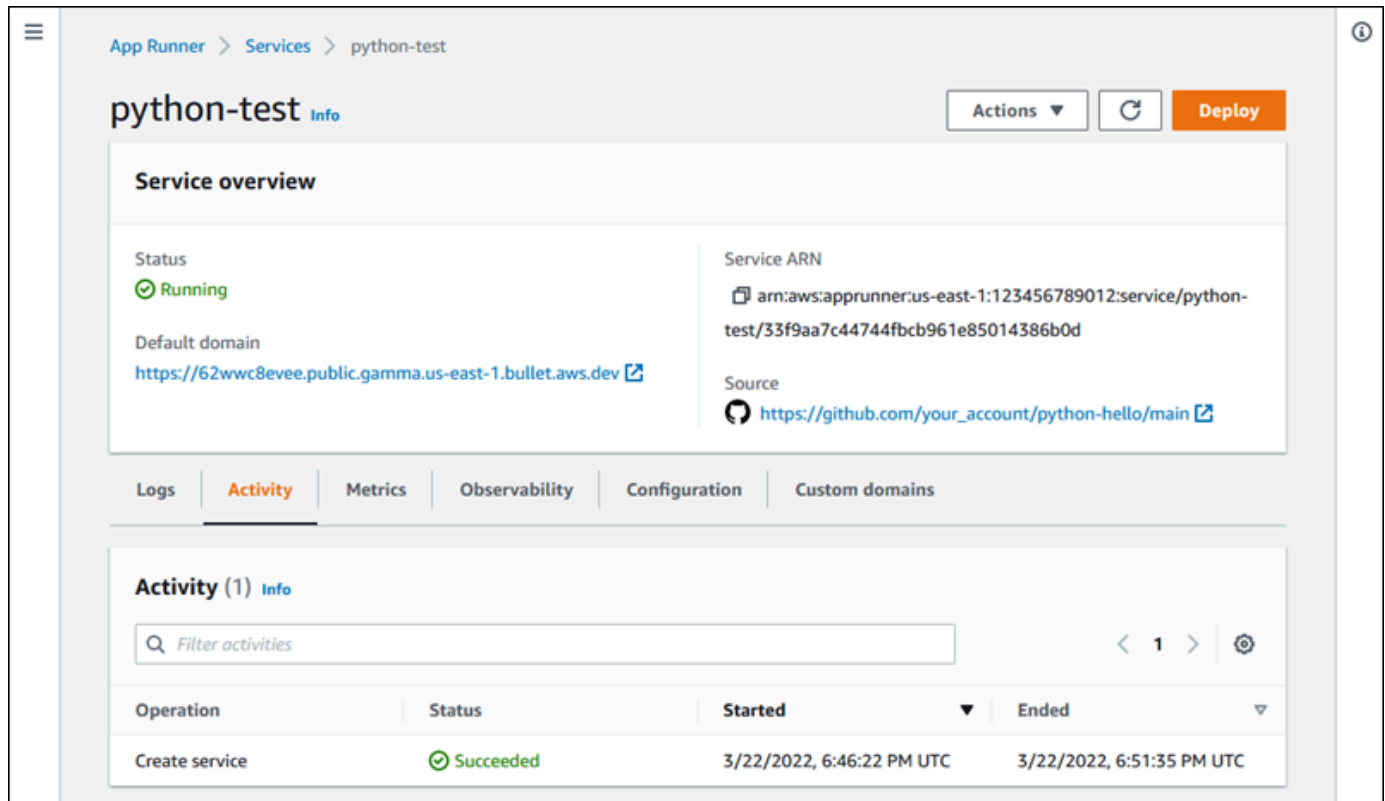 App Runner > Services > python-test
python-test Info
Actions
Deploy
Service overview
Status
Running
Default domain
https://62wwc8evee.public.gamma.us-east-1.bullet.aws.dev
Service ARN
arn:aws:apprunner:us-east-1:123456789012:service/python-
test/33f9aa7c44744fbcb961e85014386b0d
Source
https://github.com/your_account/python-hello/main
Logs Activity Metrics Observability Configuration Custom domains
Activity (1) Info
Filter activities
1
Operation Status Started Ended
Create service Succeeded 3/22/2022, 6:46:22 PM UTC 3/22/2022, 6:51:35 PM UTC